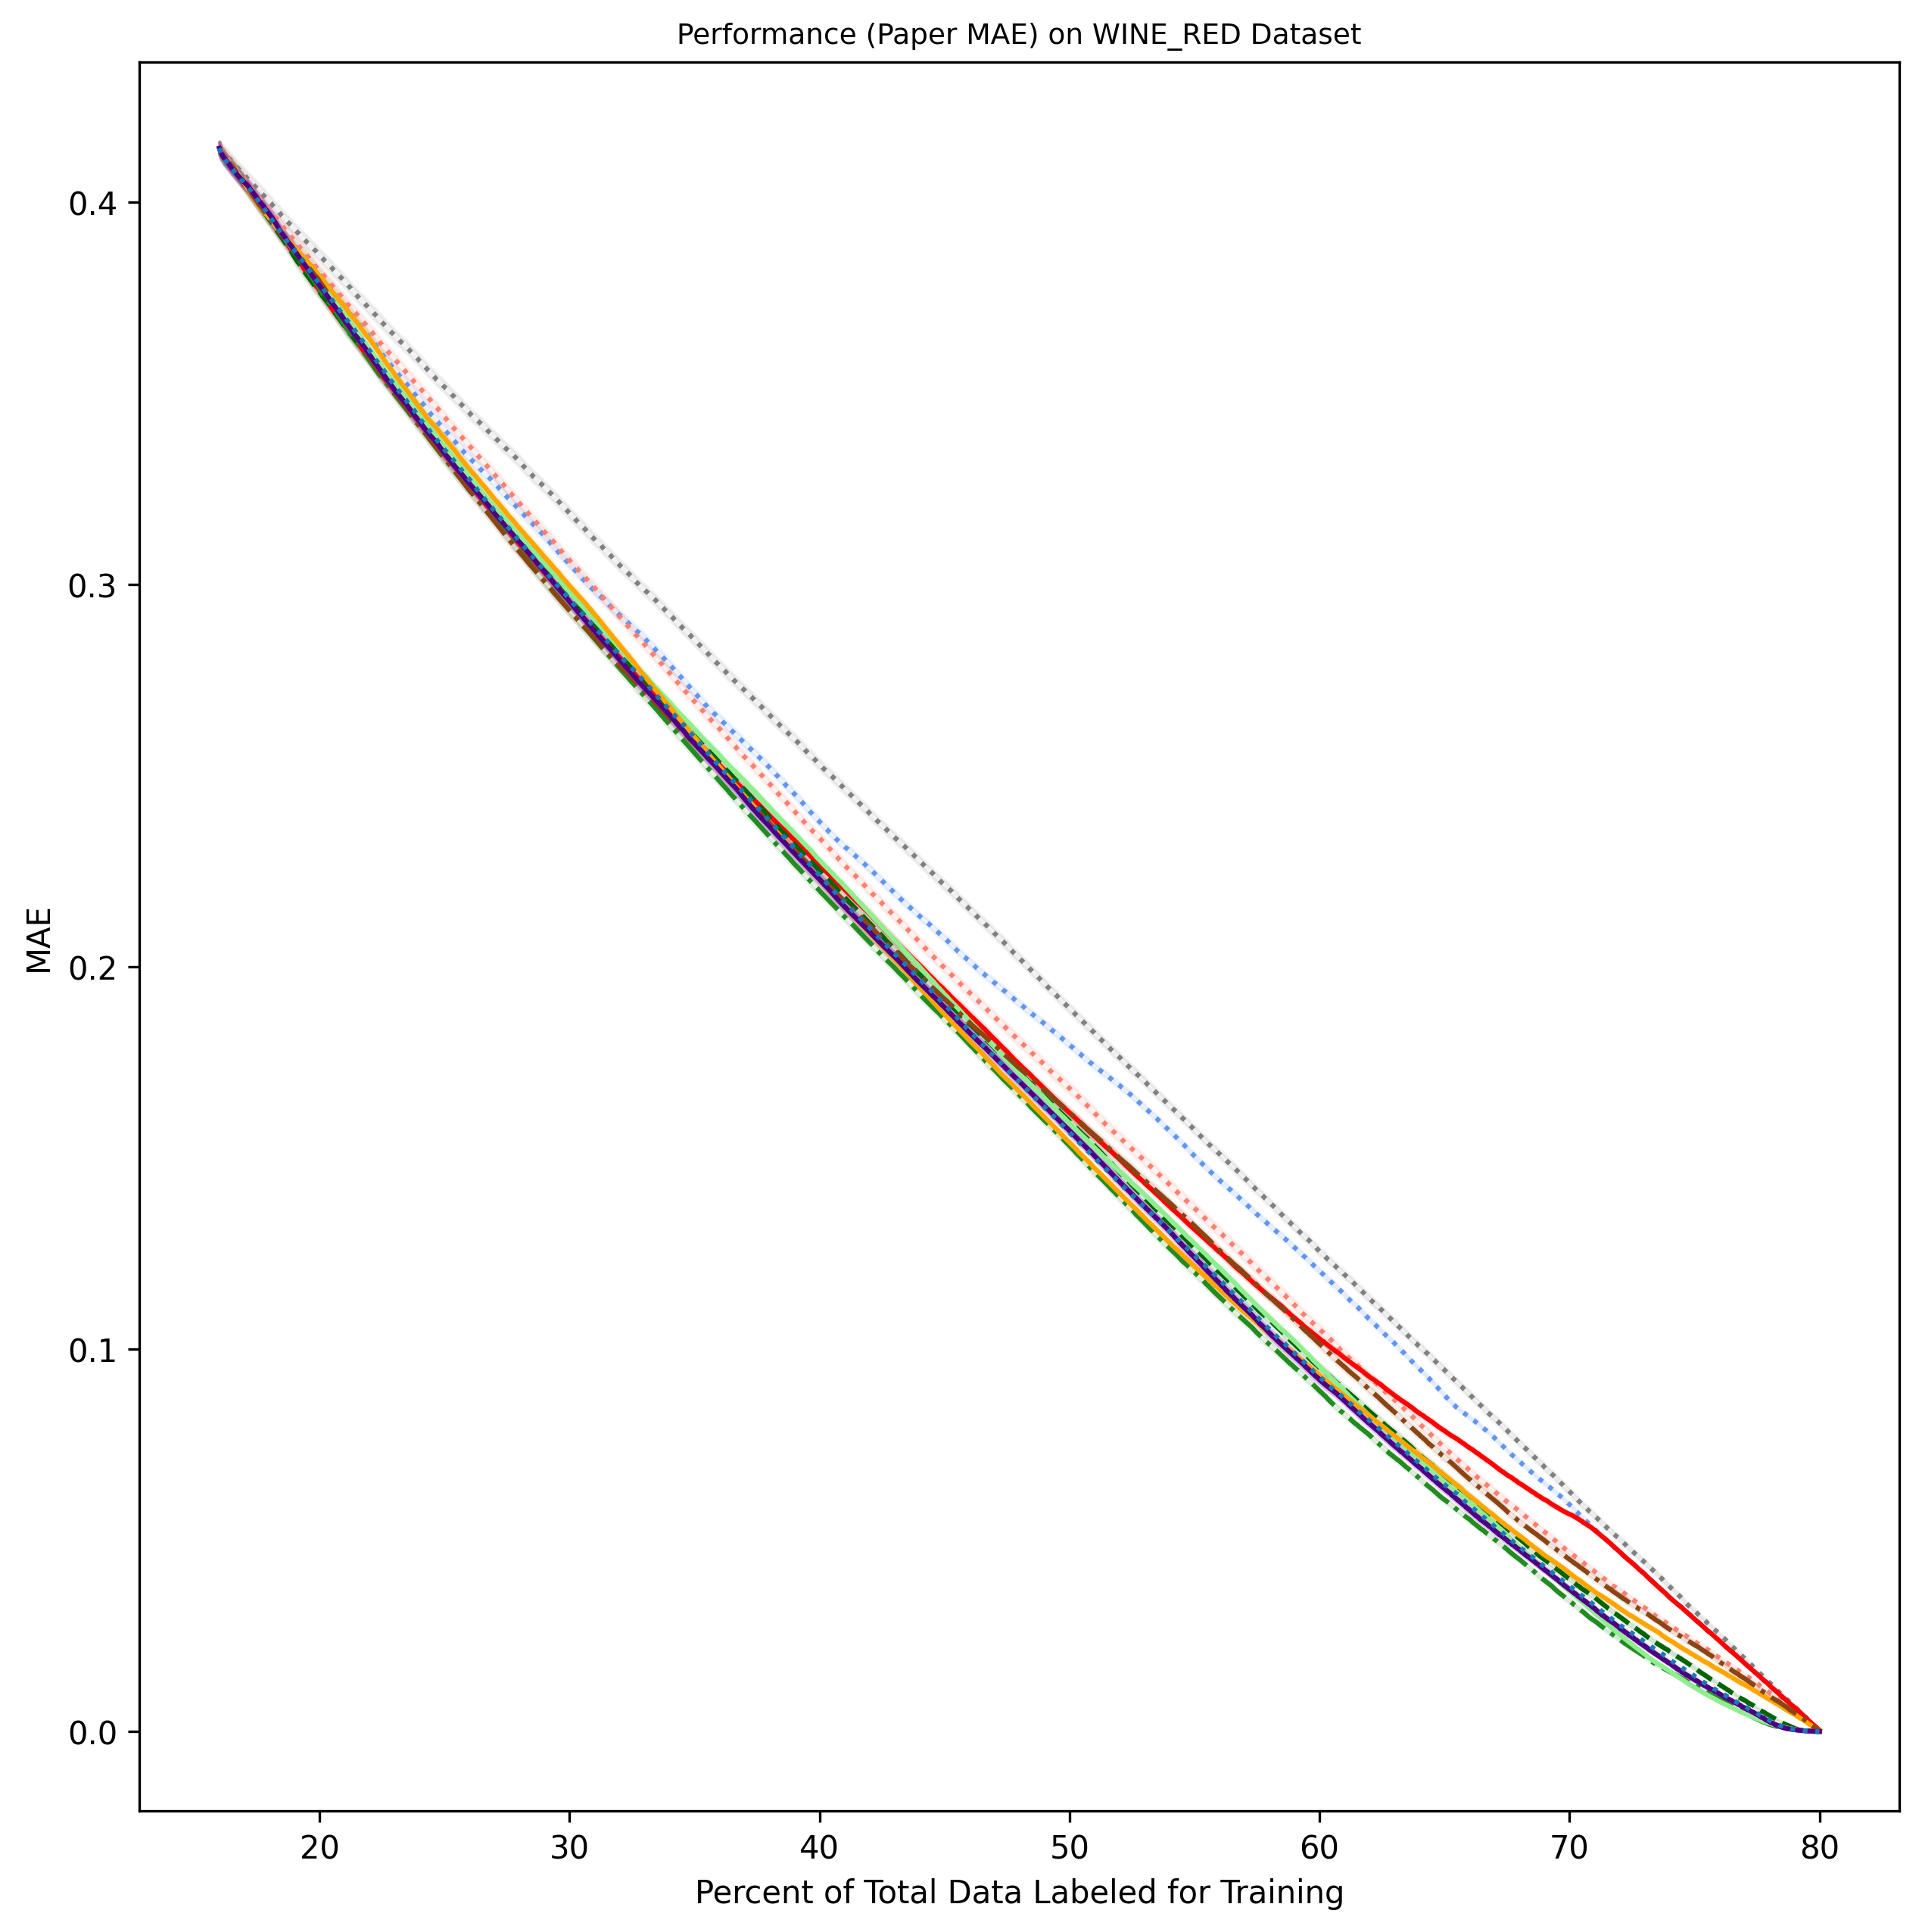 Performance (Paper MAE) on WINE_RED Dataset
MAE
0.4
0.3
0.2
0.1
0.0
20 30 40 50 60 70 80
Percent of Total Data Labeled for Training